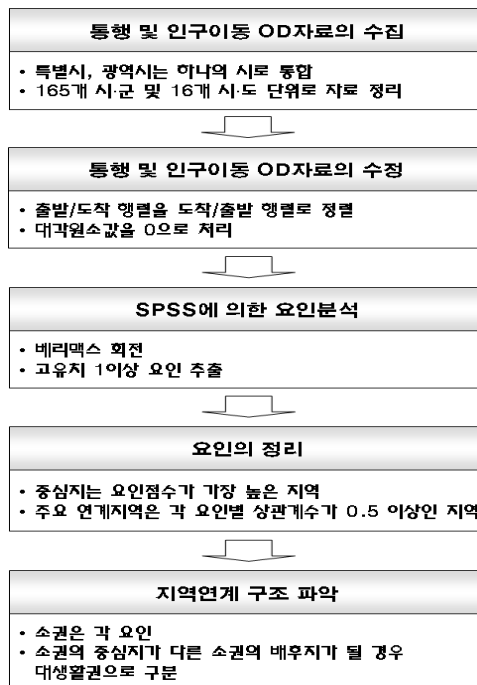 통행 및 인구이동 OD자료의 수집
• 특별시, 광역시는 하나의 시로 통합
• 165개 시·군 및 16개 시·도 단위로 자료 정리
통행 및 인구이동 OD자료의 수정
• 출발/도착 행렬을 도착/출발 행렬로 정렬
• 대각원소값을 0으로 처리
SPSS에 의한 요인분석
• 베리맥스 회전
• 고유치 1이상 요인 추출
요인의 정리
• 중심지는 요인점수가 가장 높은 지역
• 주요 연계지역은 각 요인별 상관계수가 0.5 이상인 지역
지역연계 구조 파악
• 소권은 각 요인
• 소권의 중심지가 다른 소권의 배후지가 될 경우
대생활권으로 구분